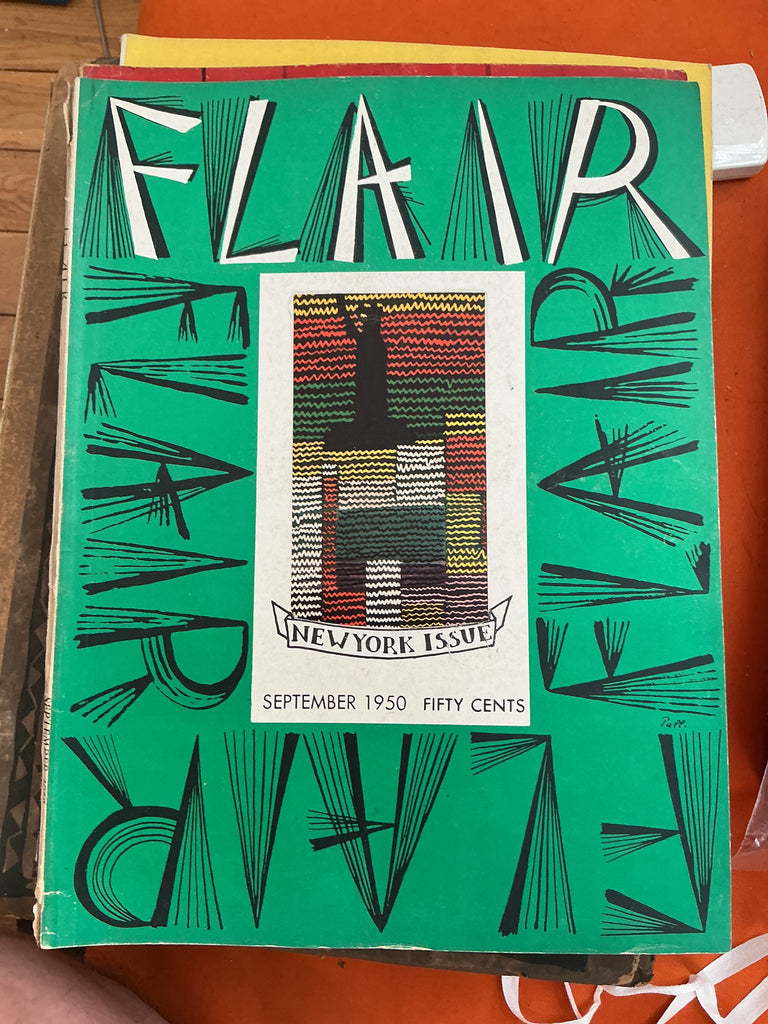 FLAIR
FLAIR
FLAIR
NEW YORK ISSUE
SEPTEMBER 1950 FIFTY CENTS
FLAIR